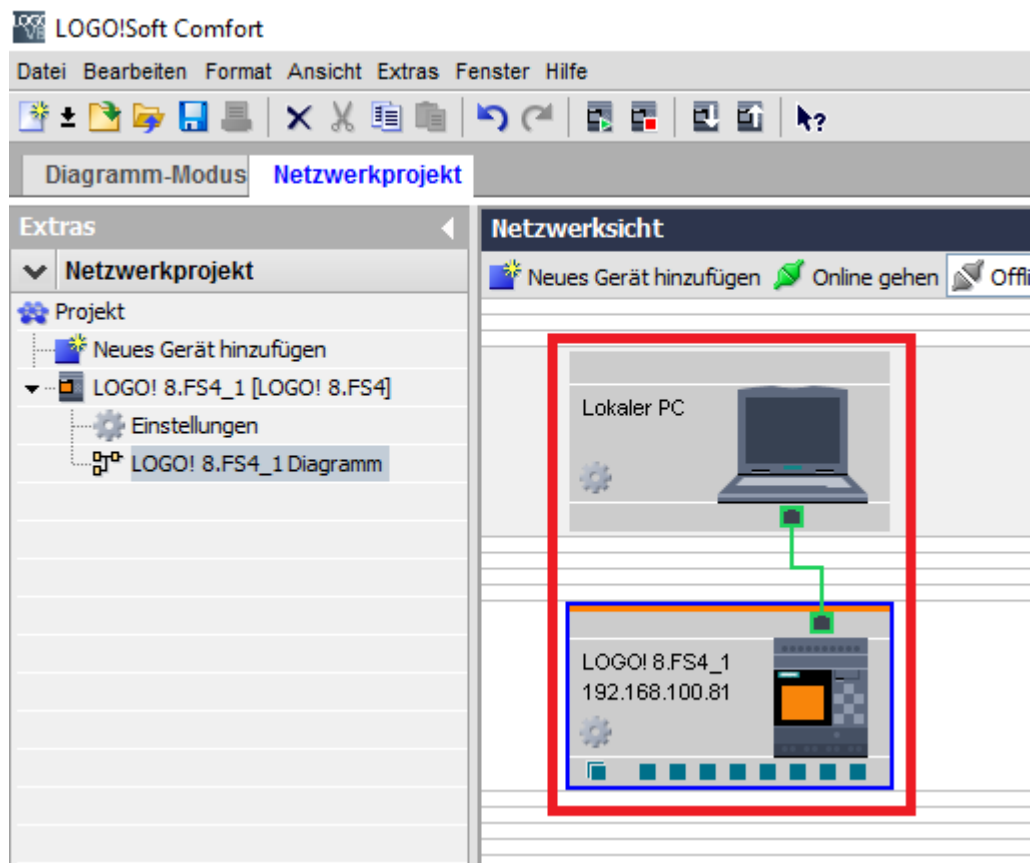 LOGO!Soft Comfort
Datei Bearbeiten Format Ansicht Extras Fenster Hilfe
Diagramm-Modus Netzwerkprojekt
Extras
Netzwerkprojekt
Projekt
Neues Gerät hinzufügen
LOGO! 8.FS4_1 [LOGO! 8.FS4]
Einstellungen
LOGO! 8.FS4_1 Diagramm
Netzwerksicht
Neues Gerät hinzufügen Online gehen Offli
Lokaler PC
LOGO! 8.FS4_1
192.168.100.81